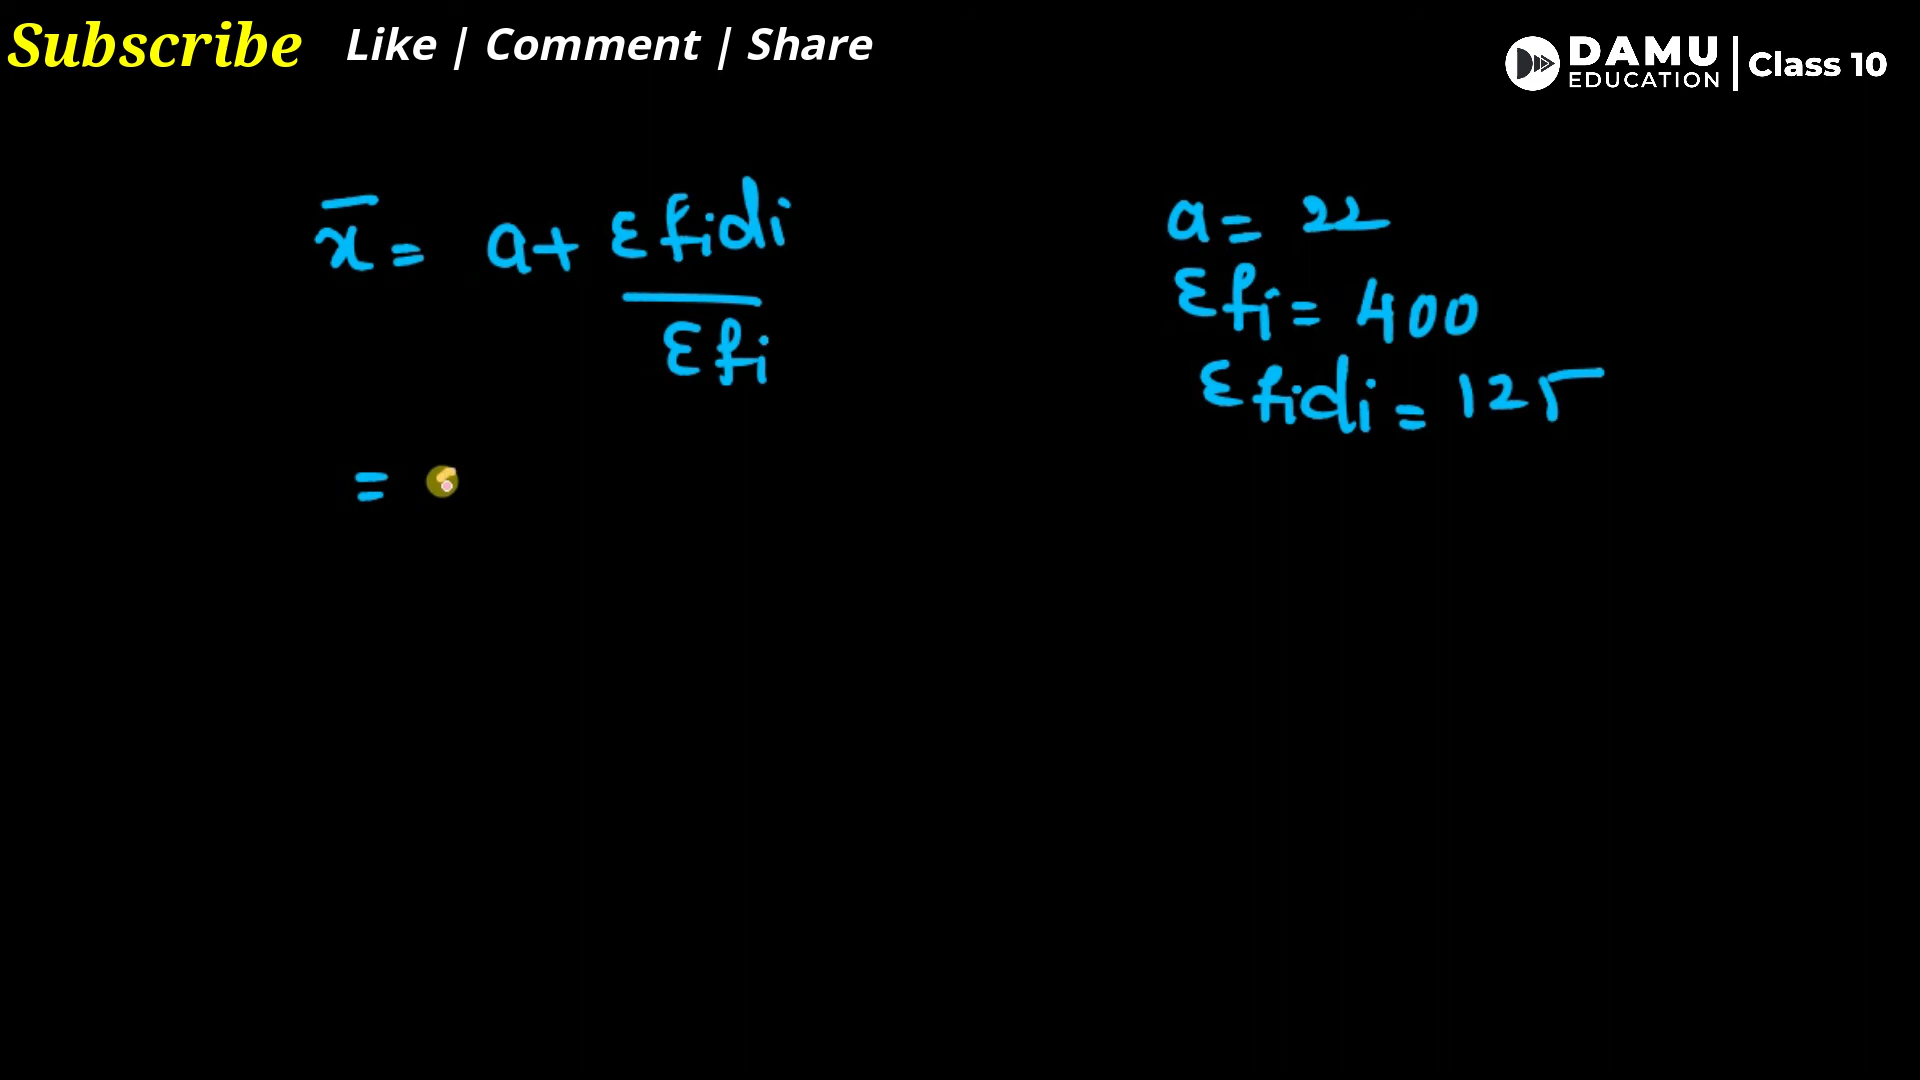 Subscribe Like | Comment | Share
DAMU EDUCATION | Class 10
x̄ = a + Σfidi / Σfi
a = 22
Σfi = 400
Σfidi = 125
=